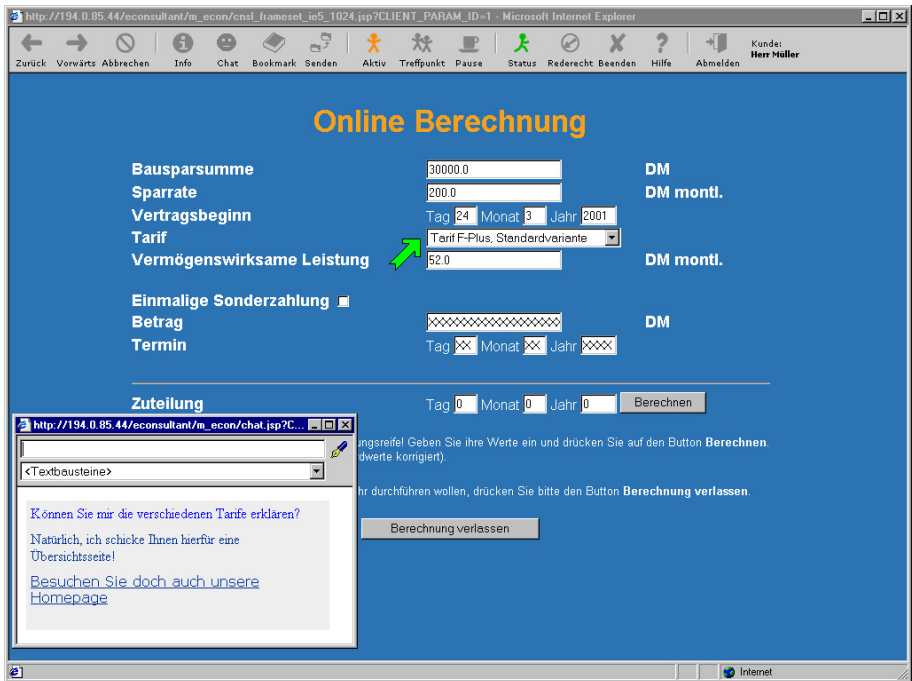 http://194.0.85.44/econsultant/m_econ/cnsl_frameset_ie5_1024.jsp?CLIENT_PARAM_ID=1 - Microsoft Internet Explorer
Zurück Vorwärts Abbrechen Info Chat Bookmark Senden Aktiv Treffpunkt Pause Status Rederecht Beenden Hilfe Abmelden
Kunde:
Herr Müller
Online Berechnung
Bausparsumme 30000.0 DM
Sparrate 200.0 DM montl.
Vertragsbeginn Tag 24 Monat 3 Jahr 2001
Tarif Tarif F-Plus, Standardvariante
Vermögenswirksame Leistung 52.0 DM montl.
Einmalige Sonderzahlung
Betrag XXXXXXXXXXXXXXXXXXX DM
Termin Tag XX Monat XX Jahr XXXX
Zuteilung Tag 0 Monat 0 Jahr 0 Berechnen
ungsreife! Geben Sie ihre Werte ein und drücken Sie auf den Button Berechnen.
dwerte korrigiert).
hr durchführen wollen, drücken Sie bitte den Button Berechnung verlassen.
Berechnung verlassen
http://194.0.85.44/econsultant/m_econ/chat.jsp?C...
<Textbausteine>
Können Sie mir die verschiedenen Tarife erklären?
Natürlich, ich schicke Ihnen hierfür eine
Übersichtsseite!
Besuchen Sie doch auch unsere
Homepage
Internet